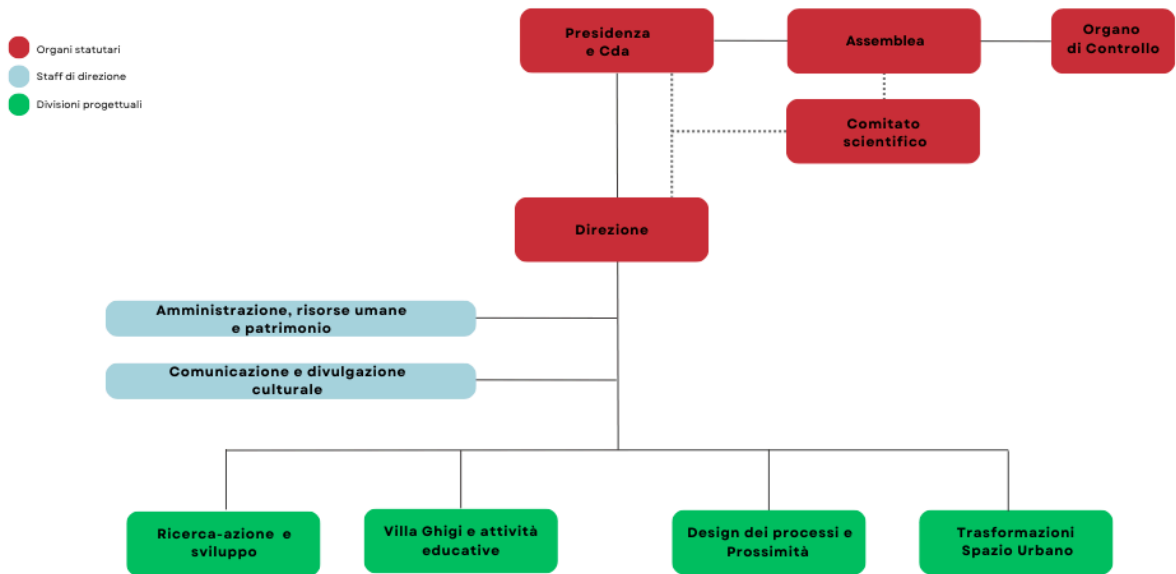 Organi statutari
Staff di direzione
Divisioni progettuali
Presidenza
e Cda
Assemblea
Organo
di Controllo
Comitato
scientifico
Direzione
Amministrazione, risorse umane
e patrimonio
Comunicazione e divulgazione
culturale
Ricerca-azione e
sviluppo
Villa Ghigi e attività
educative
Design dei processi e
Prossimità
Trasformazioni
Spazio Urbano